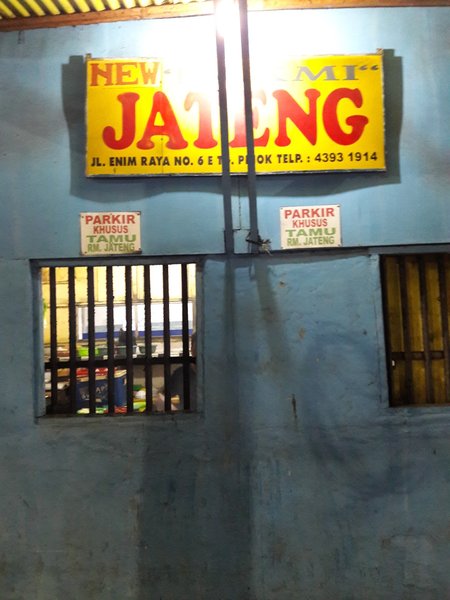 NEW
JATENG
JL. ENIM RAYA NO. 6 E TELP. : 4393 1914
PARKIR
KHUSUS
TAMU
RM. JATENG
PARKIR
KHUSUS
TAMU
RM. JATENG